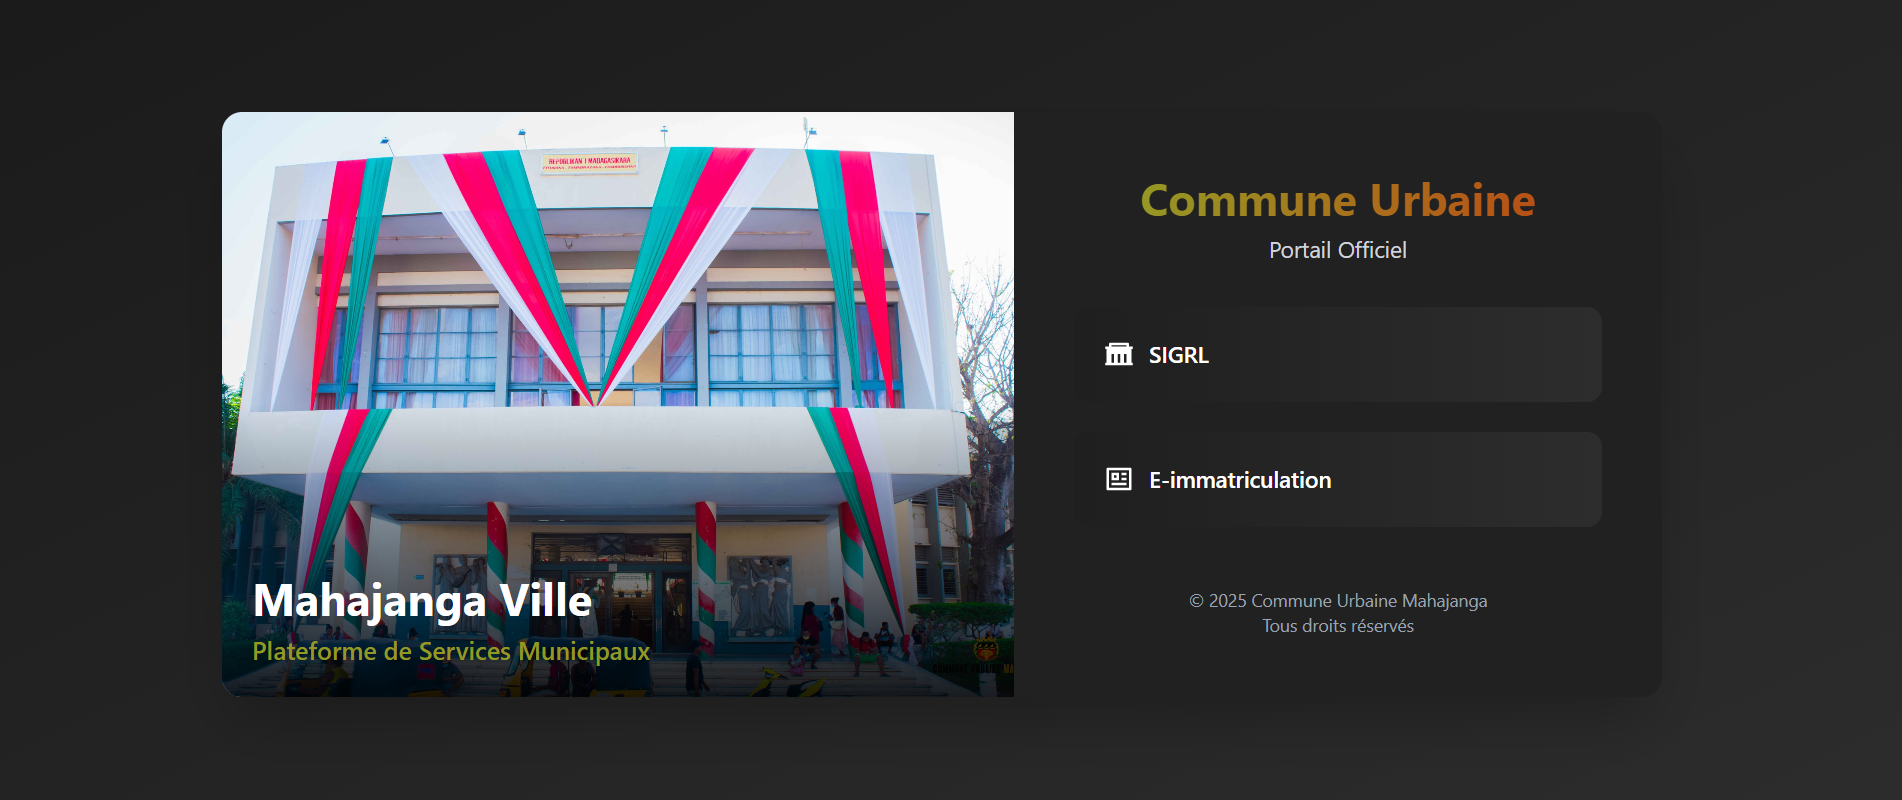 REPOBLIKAN'I MADAGASIKARA
Mahajanga Ville
Plateforme de Services Municipaux
Commune Urbaine
Portail Officiel
SIGRL
E-immatriculation
© 2025 Commune Urbaine Mahajanga
Tous droits réservés